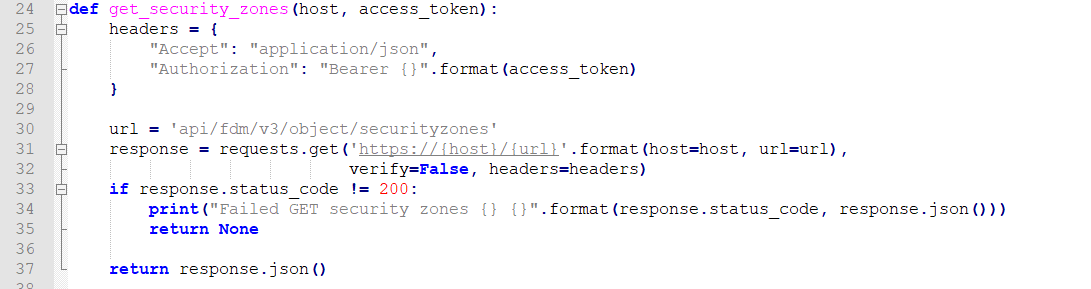 24 def get_security_zones(host, access_token):
25     headers = {
26         "Accept": "application/json",
27         "Authorization": "Bearer {}".format(access_token)
28     }
29
30     url = 'api/fdm/v3/object/securityzones'
31     response = requests.get('https://{host}/{url}'.format(host=host, url=url),
32                             verify=False, headers=headers)
33     if response.status_code != 200:
34         print("Failed GET security zones {} {}".format(response.status_code, response.json()))
35         return None
36
37     return response.json()
38